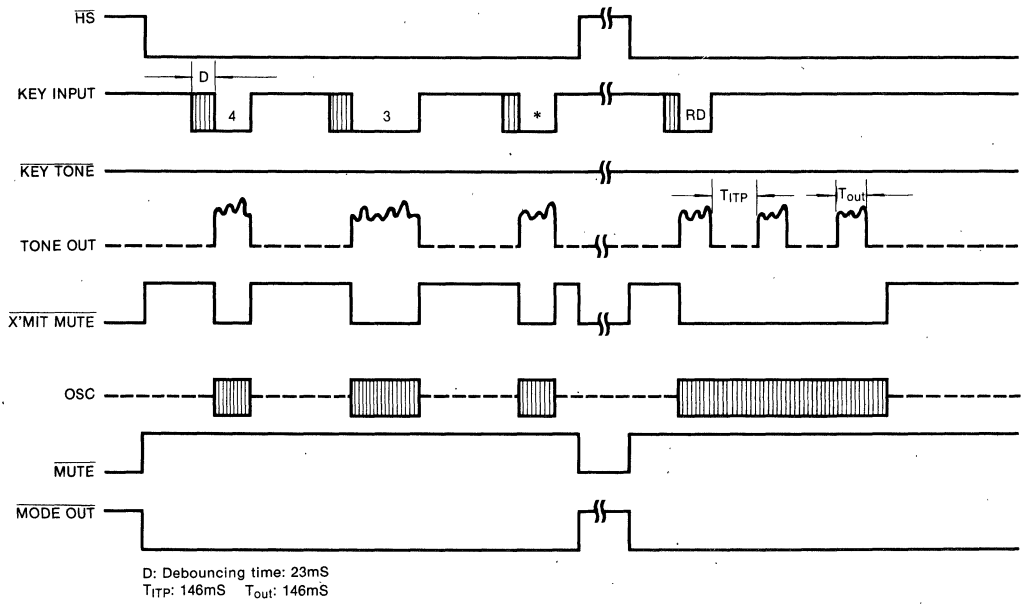 HS
D
KEY INPUT
4
3
*
RD
KEY TONE
TITP
Tout
TONE OUT
X'MIT MUTE
OSC
MUTE
MODE OUT
D: Debouncing time: 23mS
TITP: 146mS Tout: 146mS